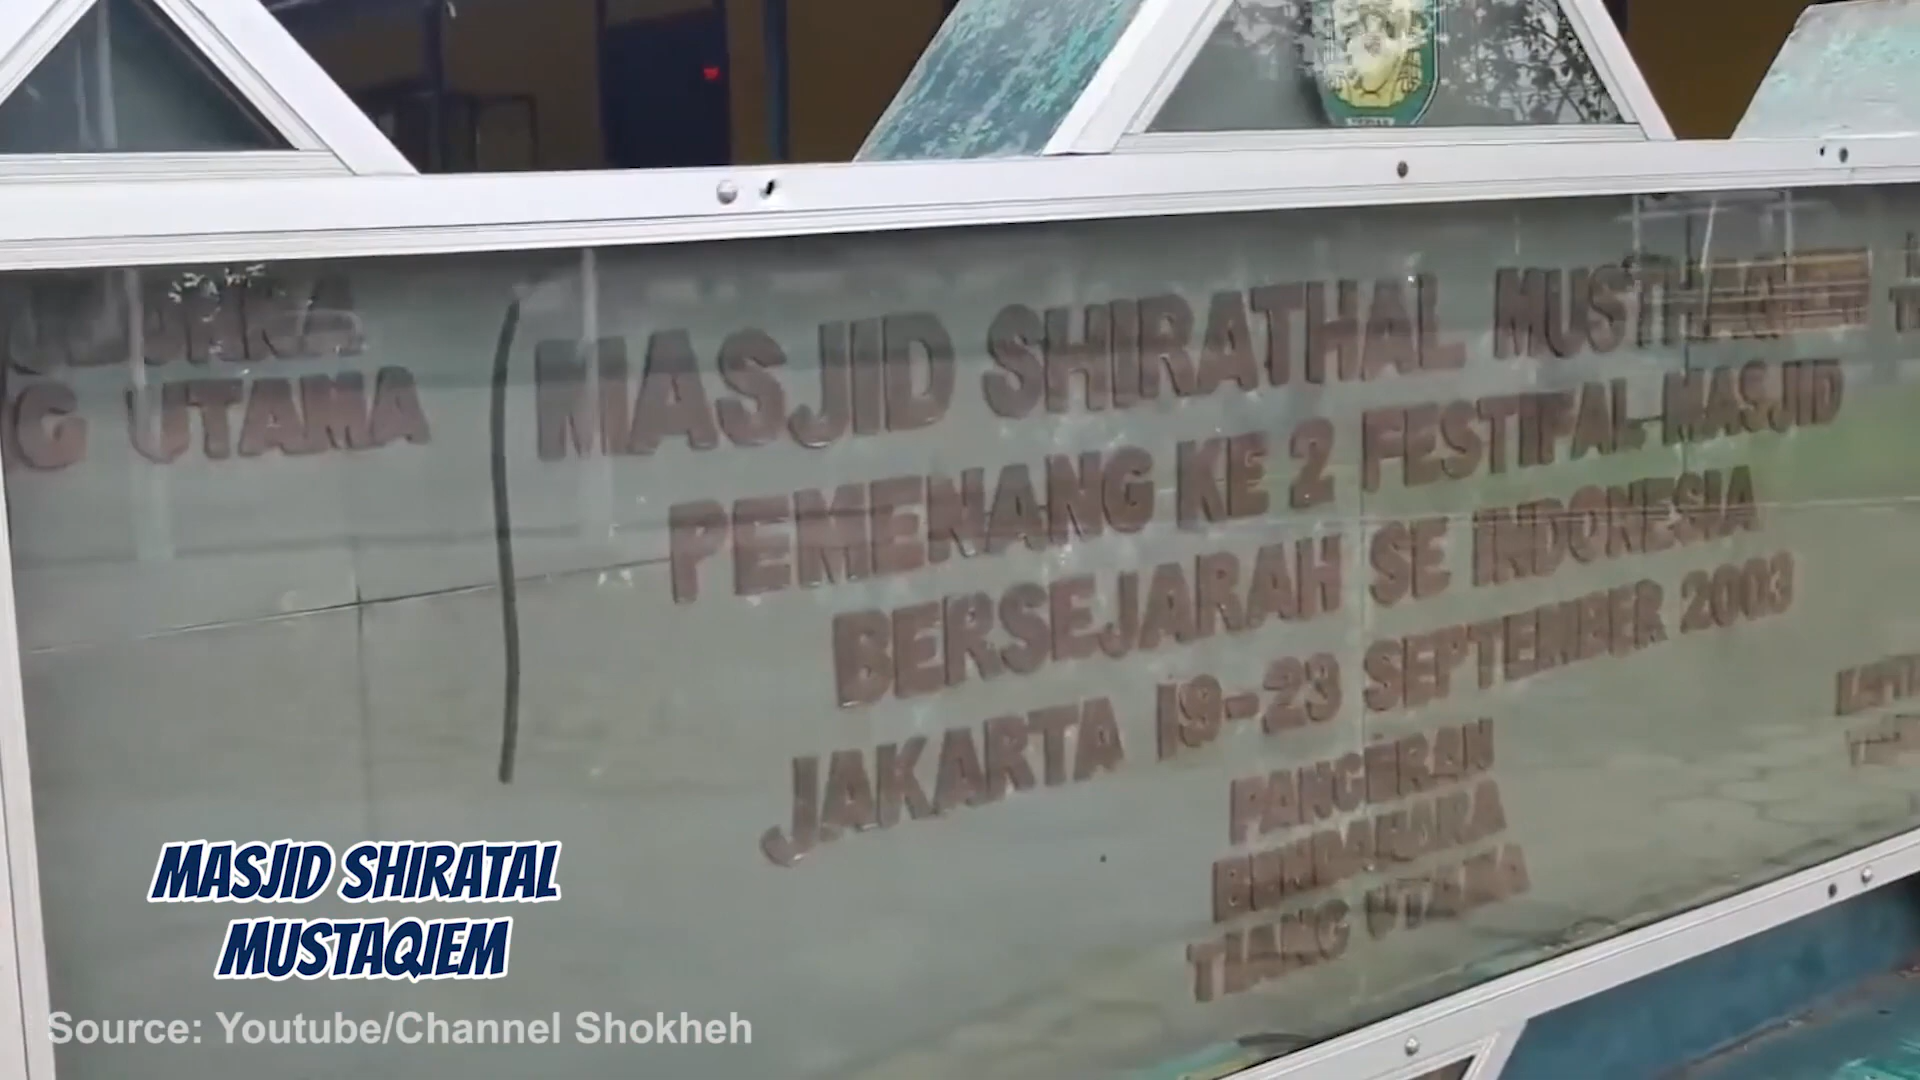 G UTAMA
MASJID SHIRATHAL
PEMENANG KE 2 FESTIFAL MASJID
BERSEJARAH SE INDONESIA
JAKARTA 19-23 SEPTEMBER 2003
PANGERAN
BENDAHARA
TIANG UTAMA
MASJID SHIRATAL
MUSTAQIEM
Source: Youtube/Channel Shokheh